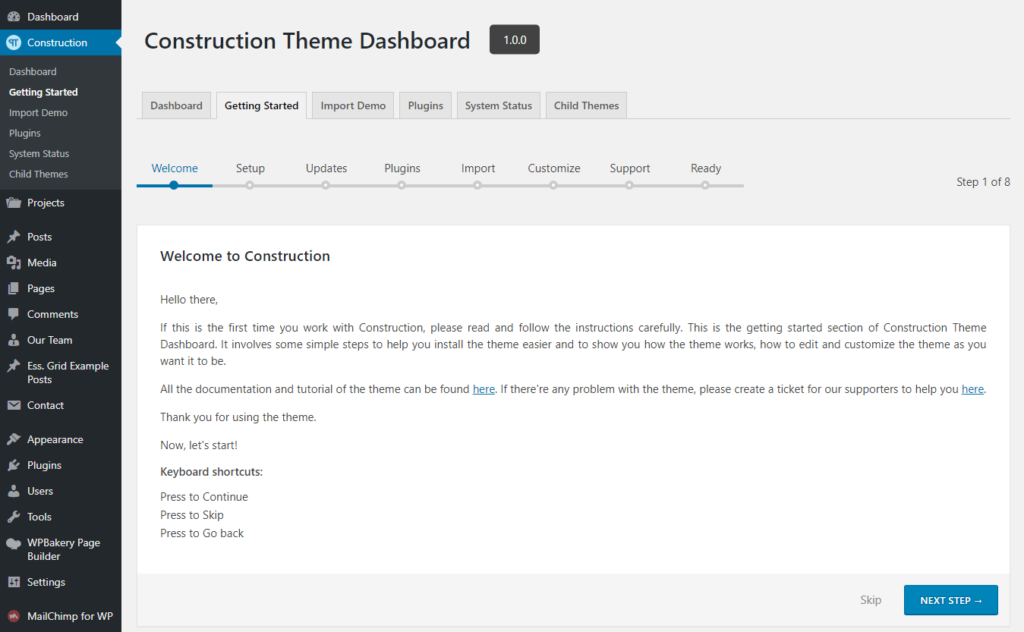 Dashboard
Construction
Dashboard
Getting Started
Import Demo
Plugins
System Status
Child Themes
Projects
Posts
Media
Pages
Comments
Our Team
Ess. Grid Example
Posts
Contact
Appearance
Plugins
Users
Tools
WPBakery Page
Builder
Settings
MailChimp for WP
Construction Theme Dashboard 1.0.0
Dashboard Getting Started Import Demo Plugins System Status Child Themes
Welcome Setup Updates Plugins Import Customize Support Ready
Step 1 of 8
Welcome to Construction
Hello there,
If this is the first time you work with Construction, please read and follow the instructions carefully. This is the getting started section of Construction Theme
Dashboard. It involves some simple steps to help you install the theme easier and to show you how the theme works, how to edit and customize the theme as you
want it to be.
All the documentation and tutorial of the theme can be found here. If there're any problem with the theme, please create a ticket for our supporters to help you here.
Thank you for using the theme.
Now, let's start!
Keyboard shortcuts:
Press to Continue
Press to Skip
Press to Go back
Skip NEXT STEP →